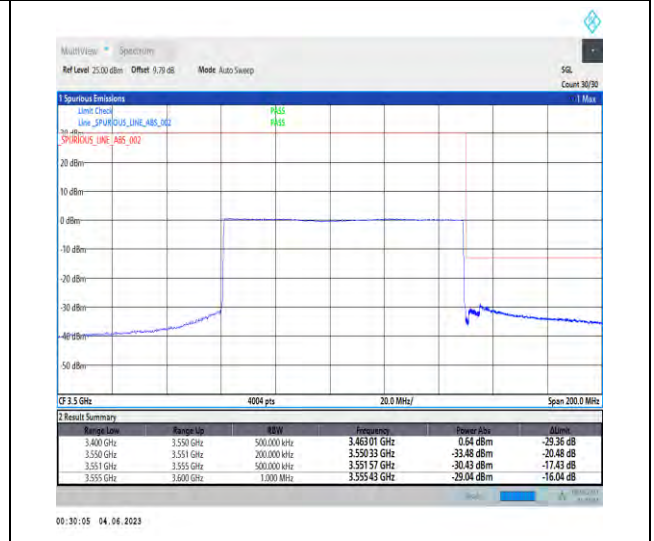 MultiView Spectrum
Ref Level 25.00 dBm Offset 9.79 dB Mode Auto Sweep SGL
Count 30/30
1 Spurious Emissions 1 Max
Limit Check PASS
Line _SPURIOUS_LINE_ABS_002 PASS
30 dBm
_SPURIOUS_LINE_ABS_002
20 dBm
10 dBm
0 dBm
-10 dBm
-20 dBm
-30 dBm
-40 dBm
-50 dBm
CF 3.5 GHz 4004 pts 20.0 MHz/ Span 200.0 MHz
2 Result Summary
Range Low Range Up RBW Frequency Power Abs ΔLimit
3.400 GHz 3.550 GHz 500.000 kHz 3.46301 GHz 0.64 dBm -29.36 dB
3.550 GHz 3.551 GHz 200.000 kHz 3.55033 GHz -33.48 dBm -20.48 dB
3.551 GHz 3.555 GHz 500.000 kHz 3.55157 GHz -30.43 dBm -17.43 dB
3.555 GHz 3.600 GHz 1.000 MHz 3.55543 GHz -29.04 dBm -16.04 dB
00:30:05 04.06.2023